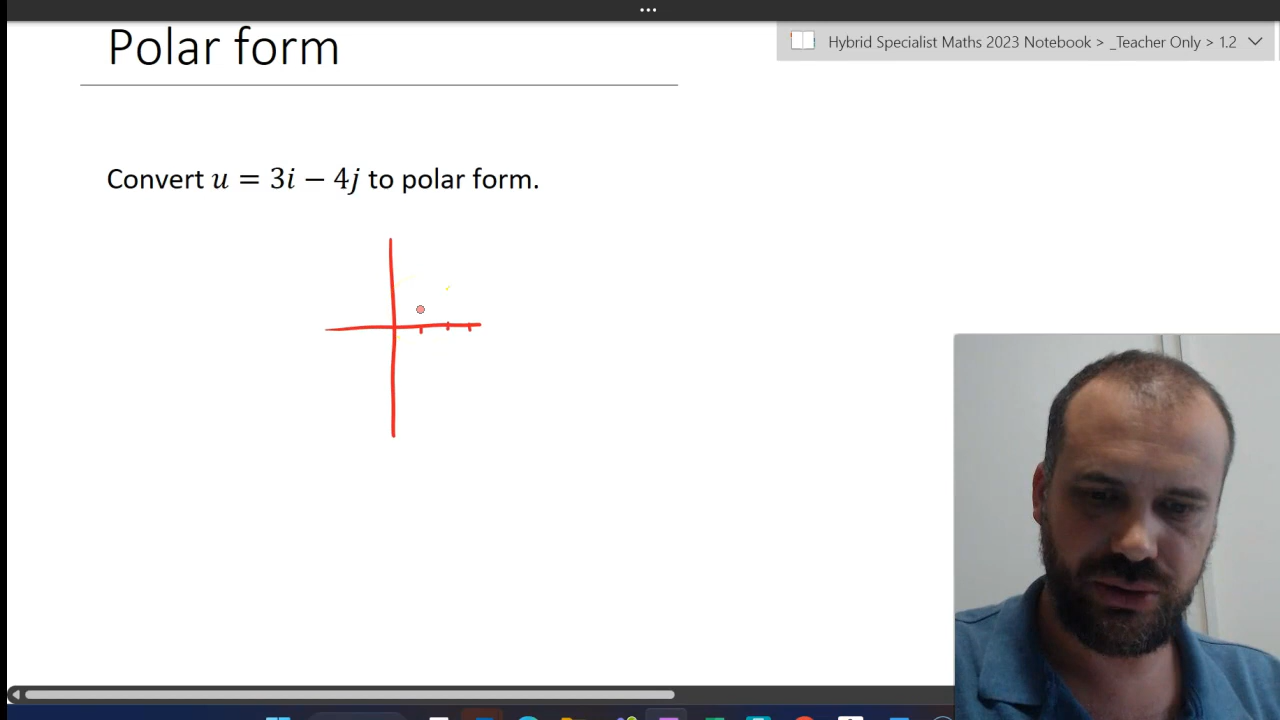 Polar form
Hybrid Specialist Maths 2023 Notebook > _Teacher Only > 1.2
Convert u = 3i − 4j to polar form.